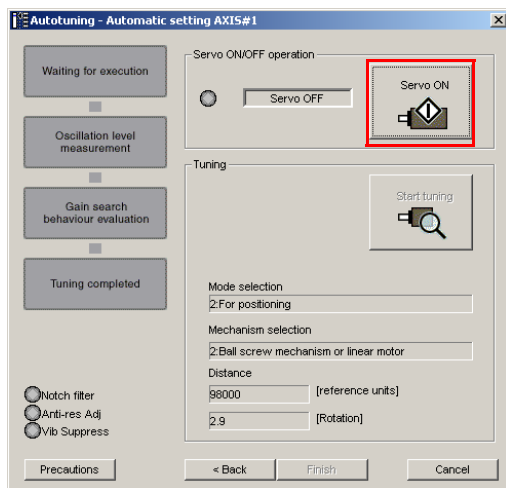 Autotuning - Automatic setting AXIS#1
Waiting for execution
Oscillation level
measurement
Gain search
behaviour evaluation
Tuning completed
Notch filter
Anti-res Adj
Vib Suppress
Precautions
Servo ON/OFF operation
Servo OFF
Servo ON
Tuning
Start tuning
Mode selection
2:For positioning
Mechanism selection
2:Ball screw mechanism or linear motor
Distance
98000 [reference units]
2.9 [Rotation]
< Back Finish Cancel